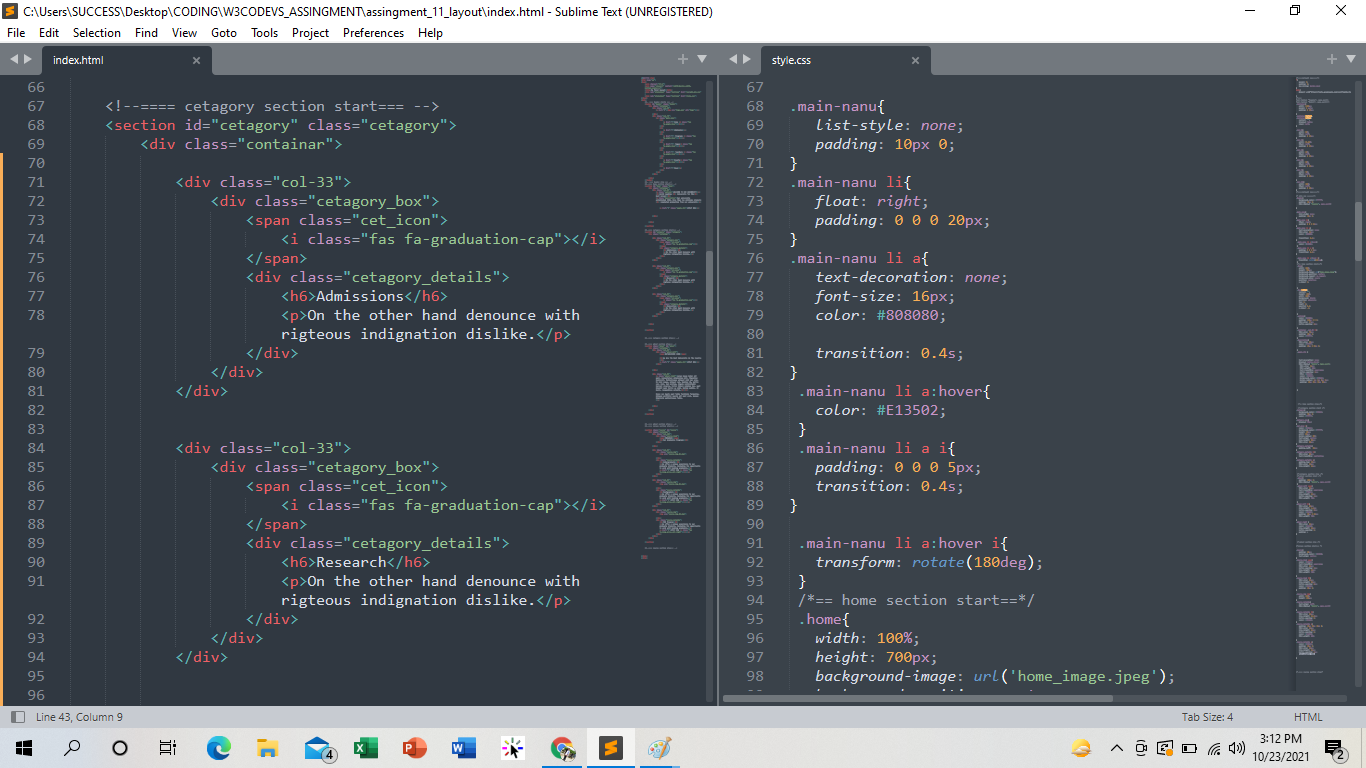 C:\Users\SUCCESS\Desktop\CODING\W3CODEVS_ASSINGMENT\assingment_11_layout\index.html - Sublime Text (UNREGISTERED)
File Edit Selection Find View Goto Tools Project Preferences Help
index.html
66
67 <!--==== cetagory section start=== -->
68 <section id="cetagory" class="cetagory">
69 <div class="containar">
70
71 <div class="col-33">
72 <div class="cetagory_box">
73 <span class="cet_icon">
74 <i class="fas fa-graduation-cap"></i>
75 </span>
76 <div class="cetagory_details">
77 <h6>Admissions</h6>
78 <p>On the other hand denounce with
rigteous indignation dislike.</p>
79 </div>
80 </div>
81 </div>
82
83
84 <div class="col-33">
85 <div class="cetagory_box">
86 <span class="cet_icon">
87 <i class="fas fa-graduation-cap"></i>
88 </span>
89 <div class="cetagory_details">
90 <h6>Research</h6>
91 <p>On the other hand denounce with
rigteous indignation dislike.</p>
92 </div>
93 </div>
94 </div>
95
96
style.css
67
68 .main-nanu{
69 list-style: none;
70 padding: 10px 0;
71 }
72 .main-nanu li{
73 float: right;
74 padding: 0 0 0 20px;
75 }
76 .main-nanu li a{
77 text-decoration: none;
78 font-size: 16px;
79 color: #808080;
80
81 transition: 0.4s;
82 }
83 .main-nanu li a:hover{
84 color: #E13502;
85 }
86 .main-nanu li a i{
87 padding: 0 0 0 5px;
88 transition: 0.4s;
89 }
90
91 .main-nanu li a:hover i{
92 transform: rotate(180deg);
93 }
94 /*== home section start==*/
95 .home{
96 width: 100%;
97 height: 700px;
98 background-image: url('home_image.jpeg');
Line 43, Column 9
Tab Size: 4
HTML
4
3:12 PM
10/23/2021
2